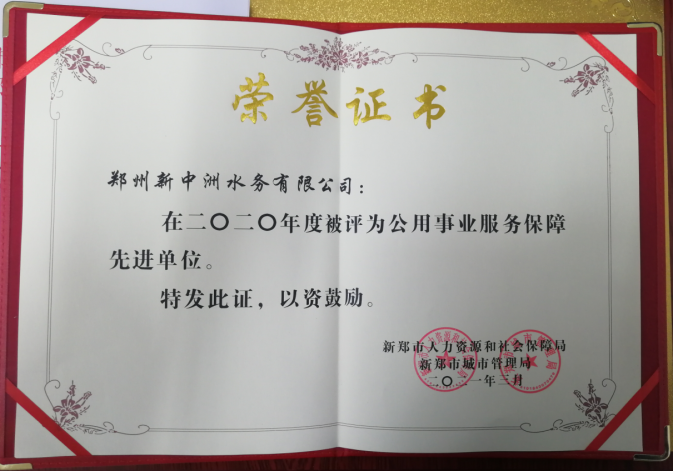 荣誉证书
郑州新中洲水务有限公司：
在二〇二〇年度被评为公用事业服务保障
先进单位。
特发此证，以资鼓励。
新郑市人力资源和社会保障局
新郑市城市管理局
二〇二一年三月